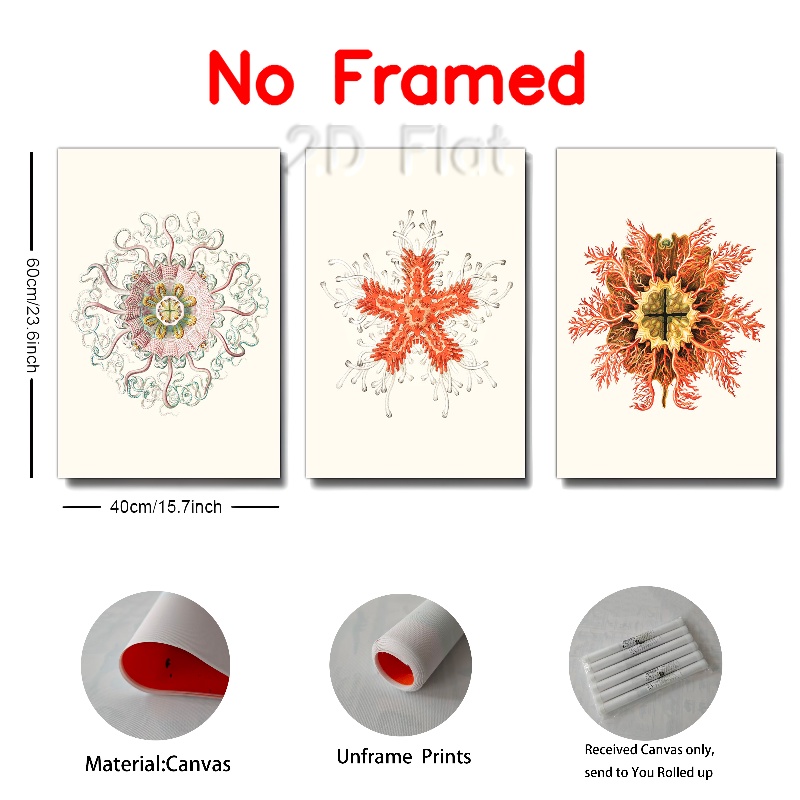 No Framed
2D Flat
60cm/23.6inch
40cm/15.7inch
Material:Canvas
Unframe Prints
Received Canvas only,
send to You Rolled up